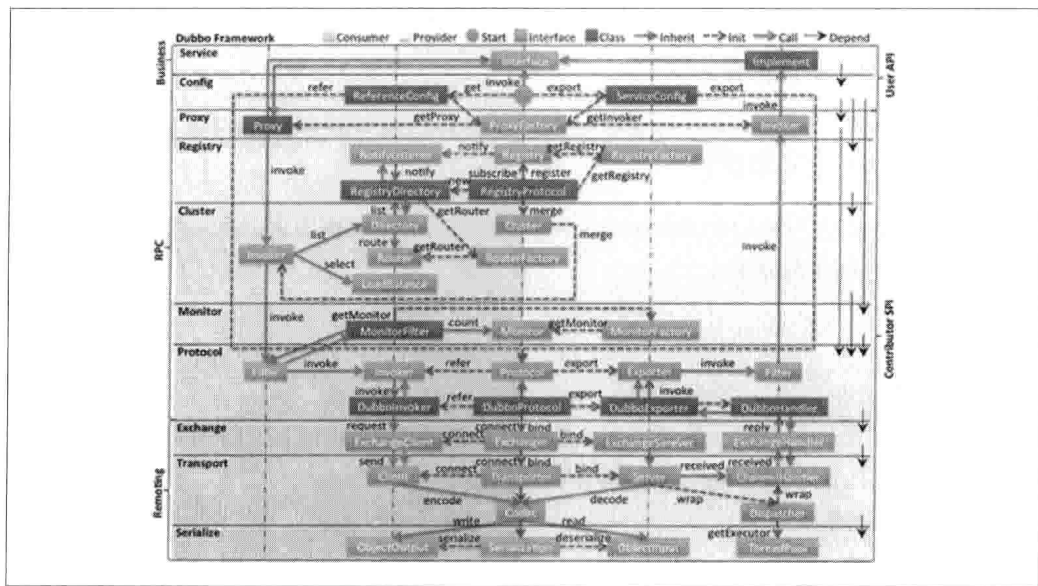 Dubbo Framework Consumer Provider Start Interface Class Inherit Init Call Depend
Business
User API
Service
Interface
Implement
Config
refer
ReferenceConfig
get
invoke
export
ServiceConfig
export
invoke
Proxy
Proxy
getProxy
ProxyFactory
getInvoker
Invoker
RPC
Contributor SPI
Registry
NotifyListener
notify
Registry
getRegistry
RegistryFactory
invoke
notify
subscribe
register
getRegistry
new
RegistryDirectory
RegistryProtocol
Cluster
list
getRouter
merge
list
Directory
Cluster
merge
route
getRouter
Invoker
Router
RouterFactory
invoke
select
LoadBalance
Monitor
invoke
getMonitor
MonitorFilter
count
Monitor
getMonitor
MonitorFactory
Protocol
Filter
invoke
Invoker
refer
Protocol
export
Exporter
invoke
Filter
invoke
invoke
DubboInvoker
refer
DubboProtocol
export
DubboExporter
DubboHandler
Remoting
Exchange
request
connect
bind
reply
ExchangeClient
connect
Exchanger
bind
ExchangeServer
ExchangeHandler
Transport
send
connect
bind
received
received
Client
connect
Transporter
bind
Server
ChannelHandler
encode
decode
wrap
wrap
Codec
Dispatcher
write
read
getExecutor
Serialize
ObjectOutput
serialize
Serialization
deserialize
ObjectInput
ThreadPool